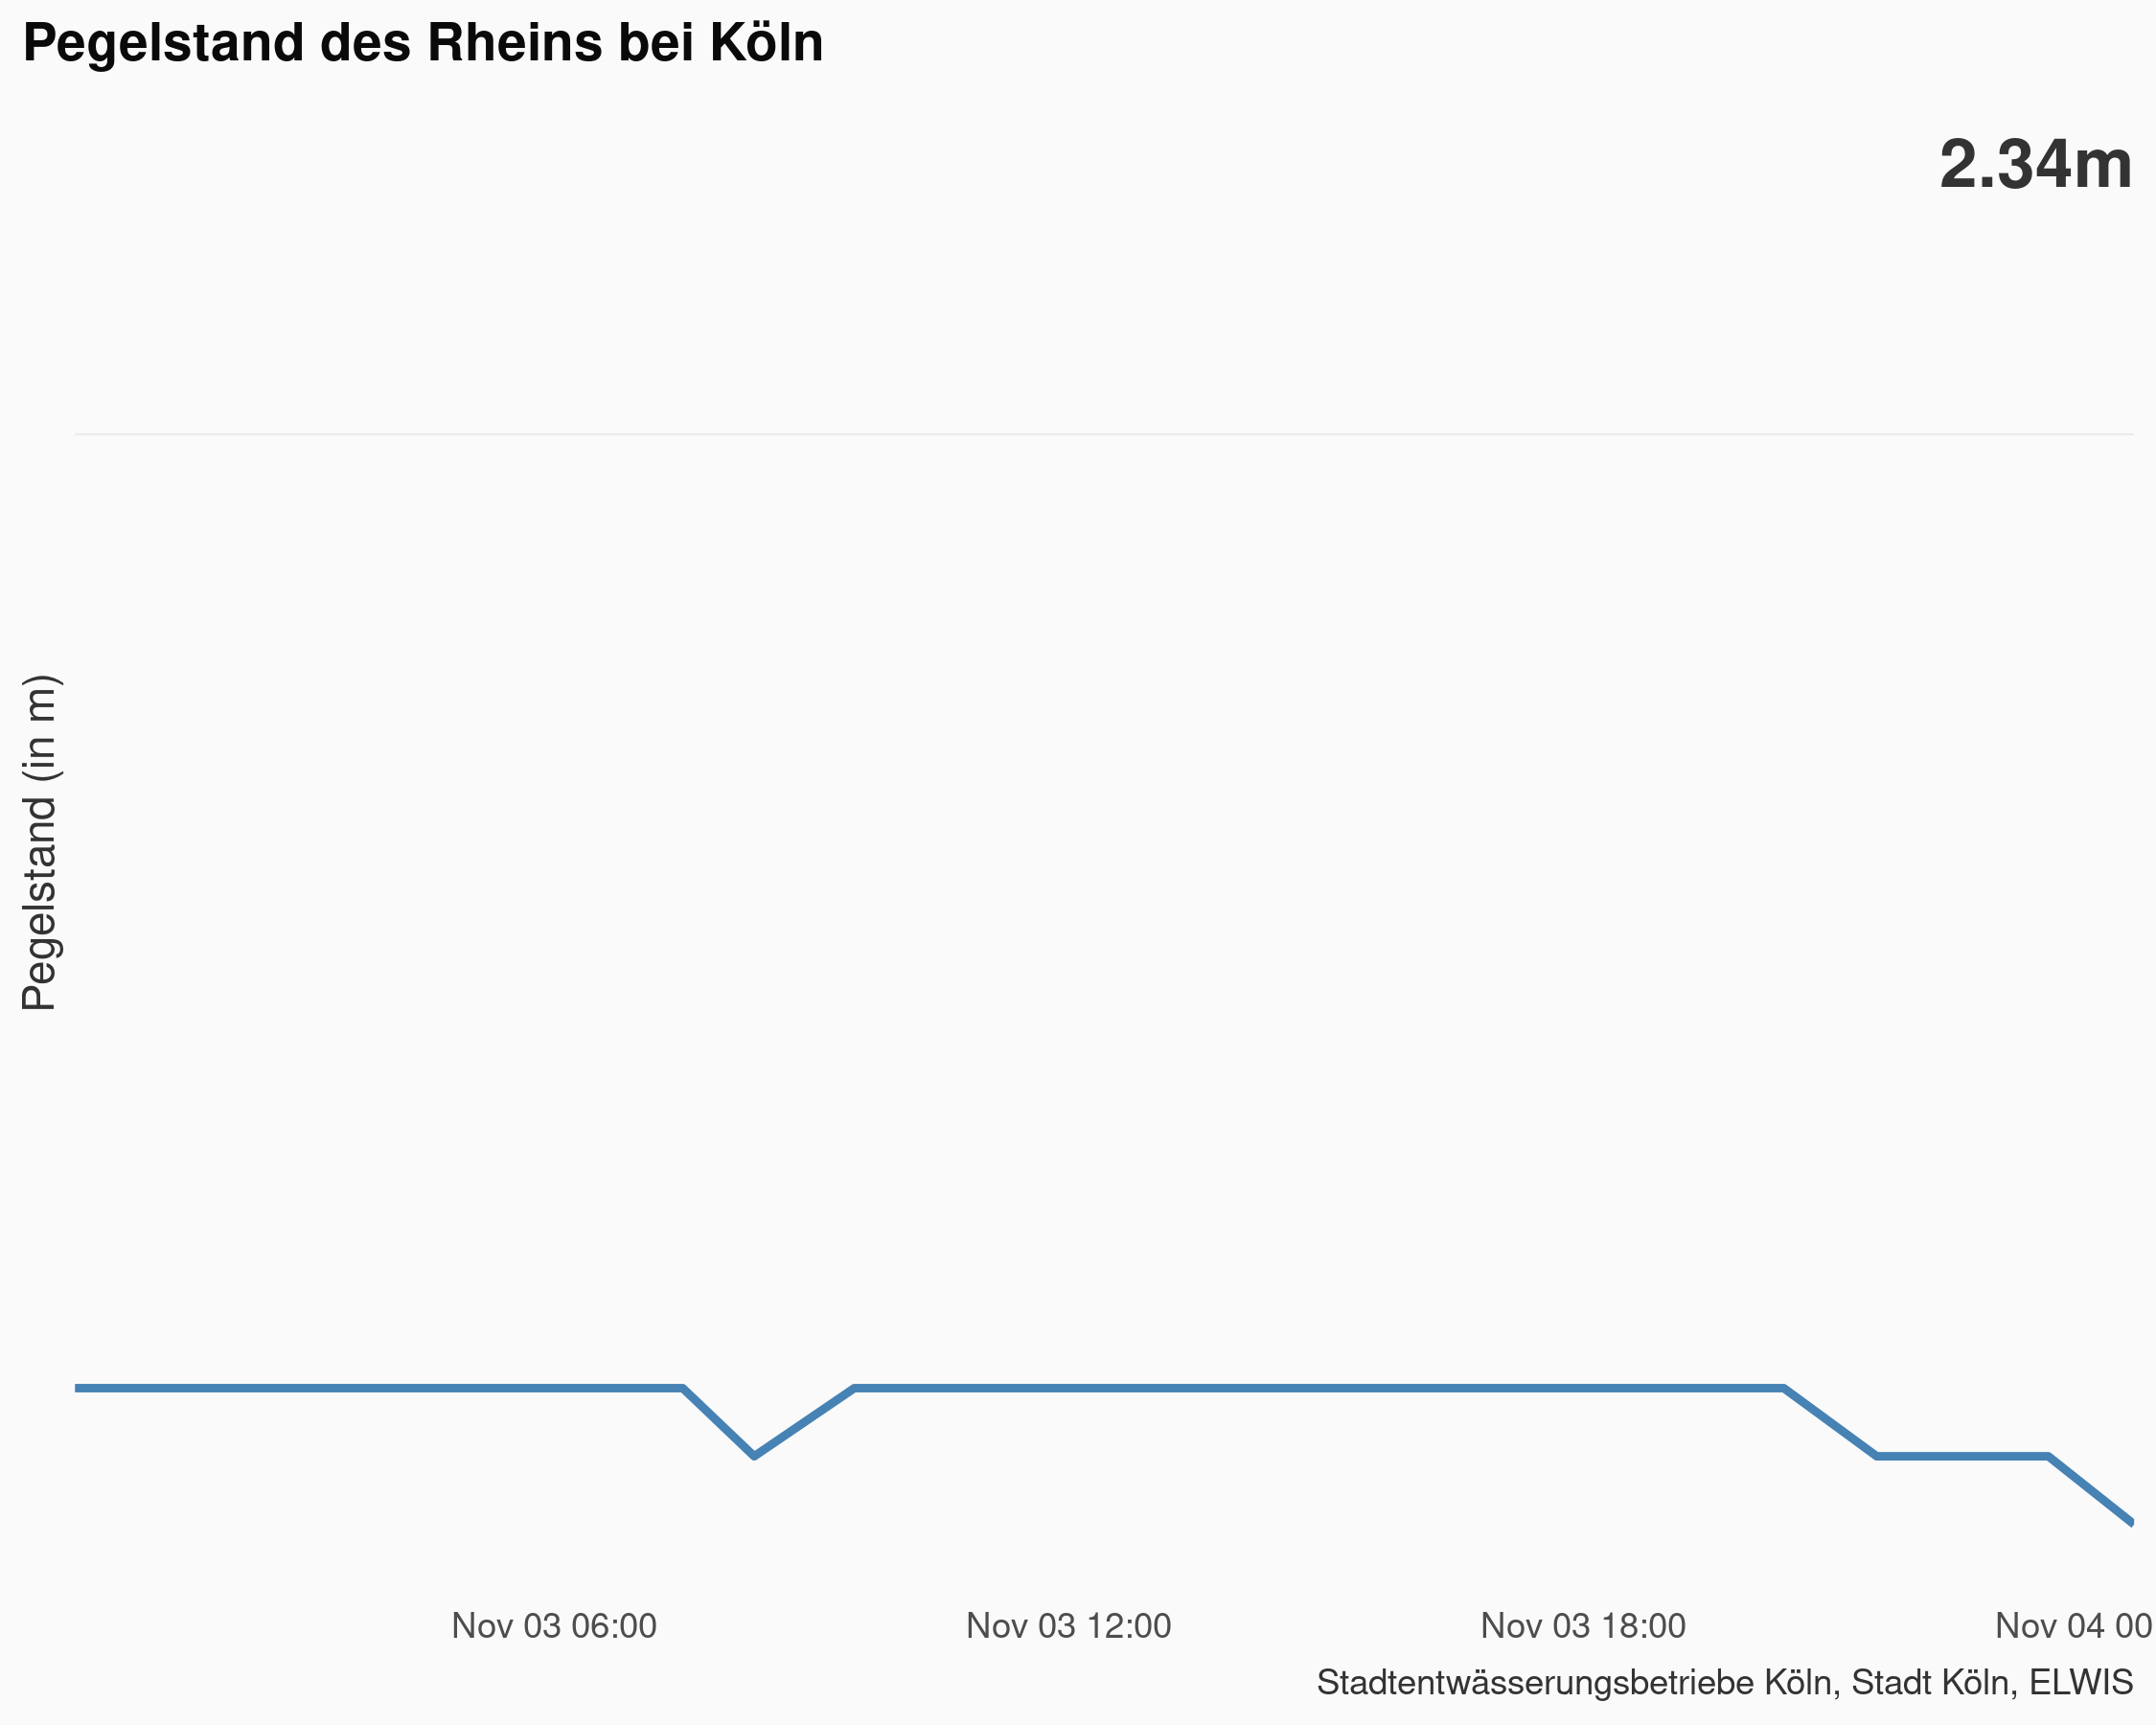 Pegelstand des Rheins bei Köln
2.34m
Pegelstand (in m)
Nov 03 06:00
Nov 03 12:00
Nov 03 18:00
Nov 04 00
Stadtentwässerungsbetriebe Köln, Stadt Köln, ELWIS